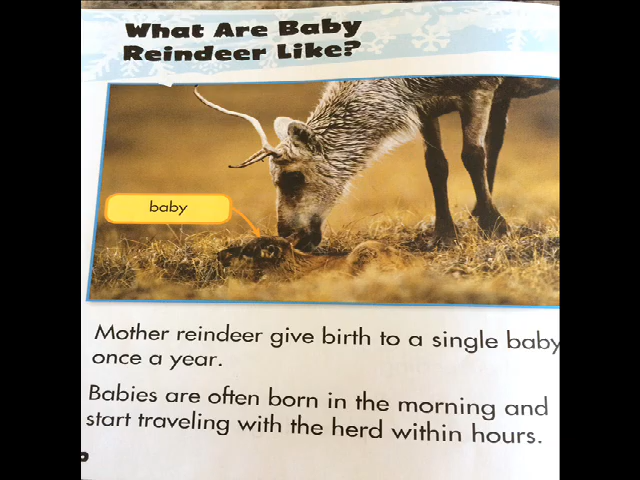 What Are Baby
Reindeer Like?
baby
Mother reindeer give birth to a single baby
once a year.
Babies are often born in the morning and
start traveling with the herd within hours.